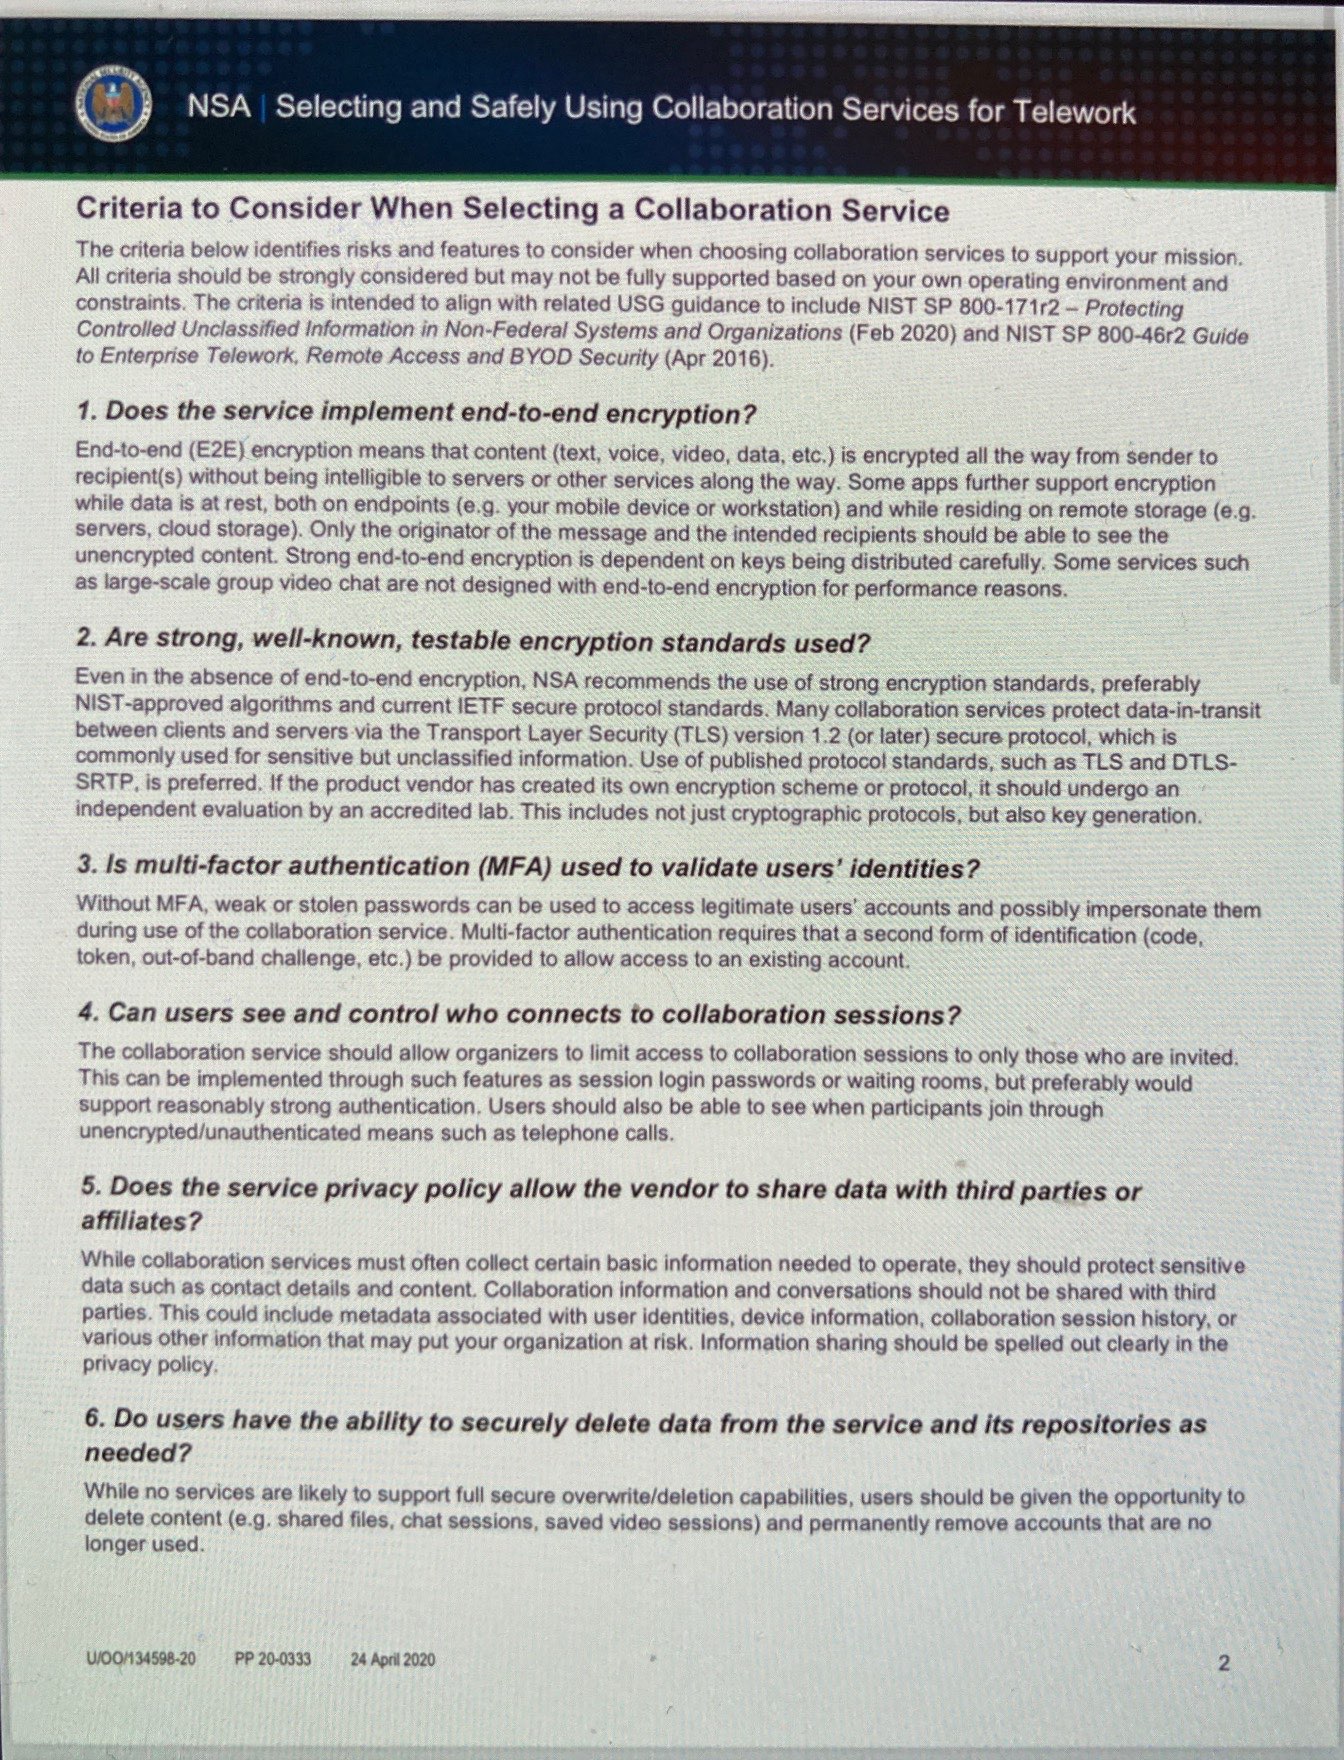 NSA | Selecting and Safely Using Collaboration Services for Telework
Criteria to Consider When Selecting a Collaboration Service
The criteria below identifies risks and features to consider when choosing collaboration services to support your mission.
All criteria should be strongly considered but may not be fully supported based on your own operating environment and
constraints. The criteria is intended to align with related USG guidance to include NIST SP 800-171r2 – Protecting
Controlled Unclassified Information in Non-Federal Systems and Organizations (Feb 2020) and NIST SP 800-46r2 Guide
to Enterprise Telework, Remote Access and BYOD Security (Apr 2016).
1. Does the service implement end-to-end encryption?
End-to-end (E2E) encryption means that content (text, voice, video, data, etc.) is encrypted all the way from sender to
recipient(s) without being intelligible to servers or other services along the way. Some apps further support encryption
while data is at rest, both on endpoints (e.g. your mobile device or workstation) and while residing on remote storage (e.g.
servers, cloud storage). Only the originator of the message and the intended recipients should be able to see the
unencrypted content. Strong end-to-end encryption is dependent on keys being distributed carefully. Some services such
as large-scale group video chat are not designed with end-to-end encryption for performance reasons.
2. Are strong, well-known, testable encryption standards used?
Even in the absence of end-to-end encryption, NSA recommends the use of strong encryption standards, preferably
NIST-approved algorithms and current IETF secure protocol standards. Many collaboration services protect data-in-transit
between clients and servers via the Transport Layer Security (TLS) version 1.2 (or later) secure protocol, which is
commonly used for sensitive but unclassified information. Use of published protocol standards, such as TLS and DTLS-
SRTP, is preferred. If the product vendor has created its own encryption scheme or protocol, it should undergo an
independent evaluation by an accredited lab. This includes not just cryptographic protocols, but also key generation.
3. Is multi-factor authentication (MFA) used to validate users' identities?
Without MFA, weak or stolen passwords can be used to access legitimate users' accounts and possibly impersonate them
during use of the collaboration service. Multi-factor authentication requires that a second form of identification (code,
token, out-of-band challenge, etc.) be provided to allow access to an existing account.
4. Can users see and control who connects to collaboration sessions?
The collaboration service should allow organizers to limit access to collaboration sessions to only those who are invited.
This can be implemented through such features as session login passwords or waiting rooms, but preferably would
support reasonably strong authentication. Users should also be able to see when participants join through
unencrypted/unauthenticated means such as telephone calls.
5. Does the service privacy policy allow the vendor to share data with third parties or
affiliates?
While collaboration services must often collect certain basic information needed to operate, they should protect sensitive
data such as contact details and content. Collaboration information and conversations should not be shared with third
parties. This could include metadata associated with user identities, device information, collaboration session history, or
various other information that may put your organization at risk. Information sharing should be spelled out clearly in the
privacy policy.
6. Do users have the ability to securely delete data from the service and its repositories as
needed?
While no services are likely to support full secure overwrite/deletion capabilities, users should be given the opportunity to
delete content (e.g. shared files, chat sessions, saved video sessions) and permanently remove accounts that are no
longer used.
U/OO/134598-20 PP 20-0333 24 April 2020 2